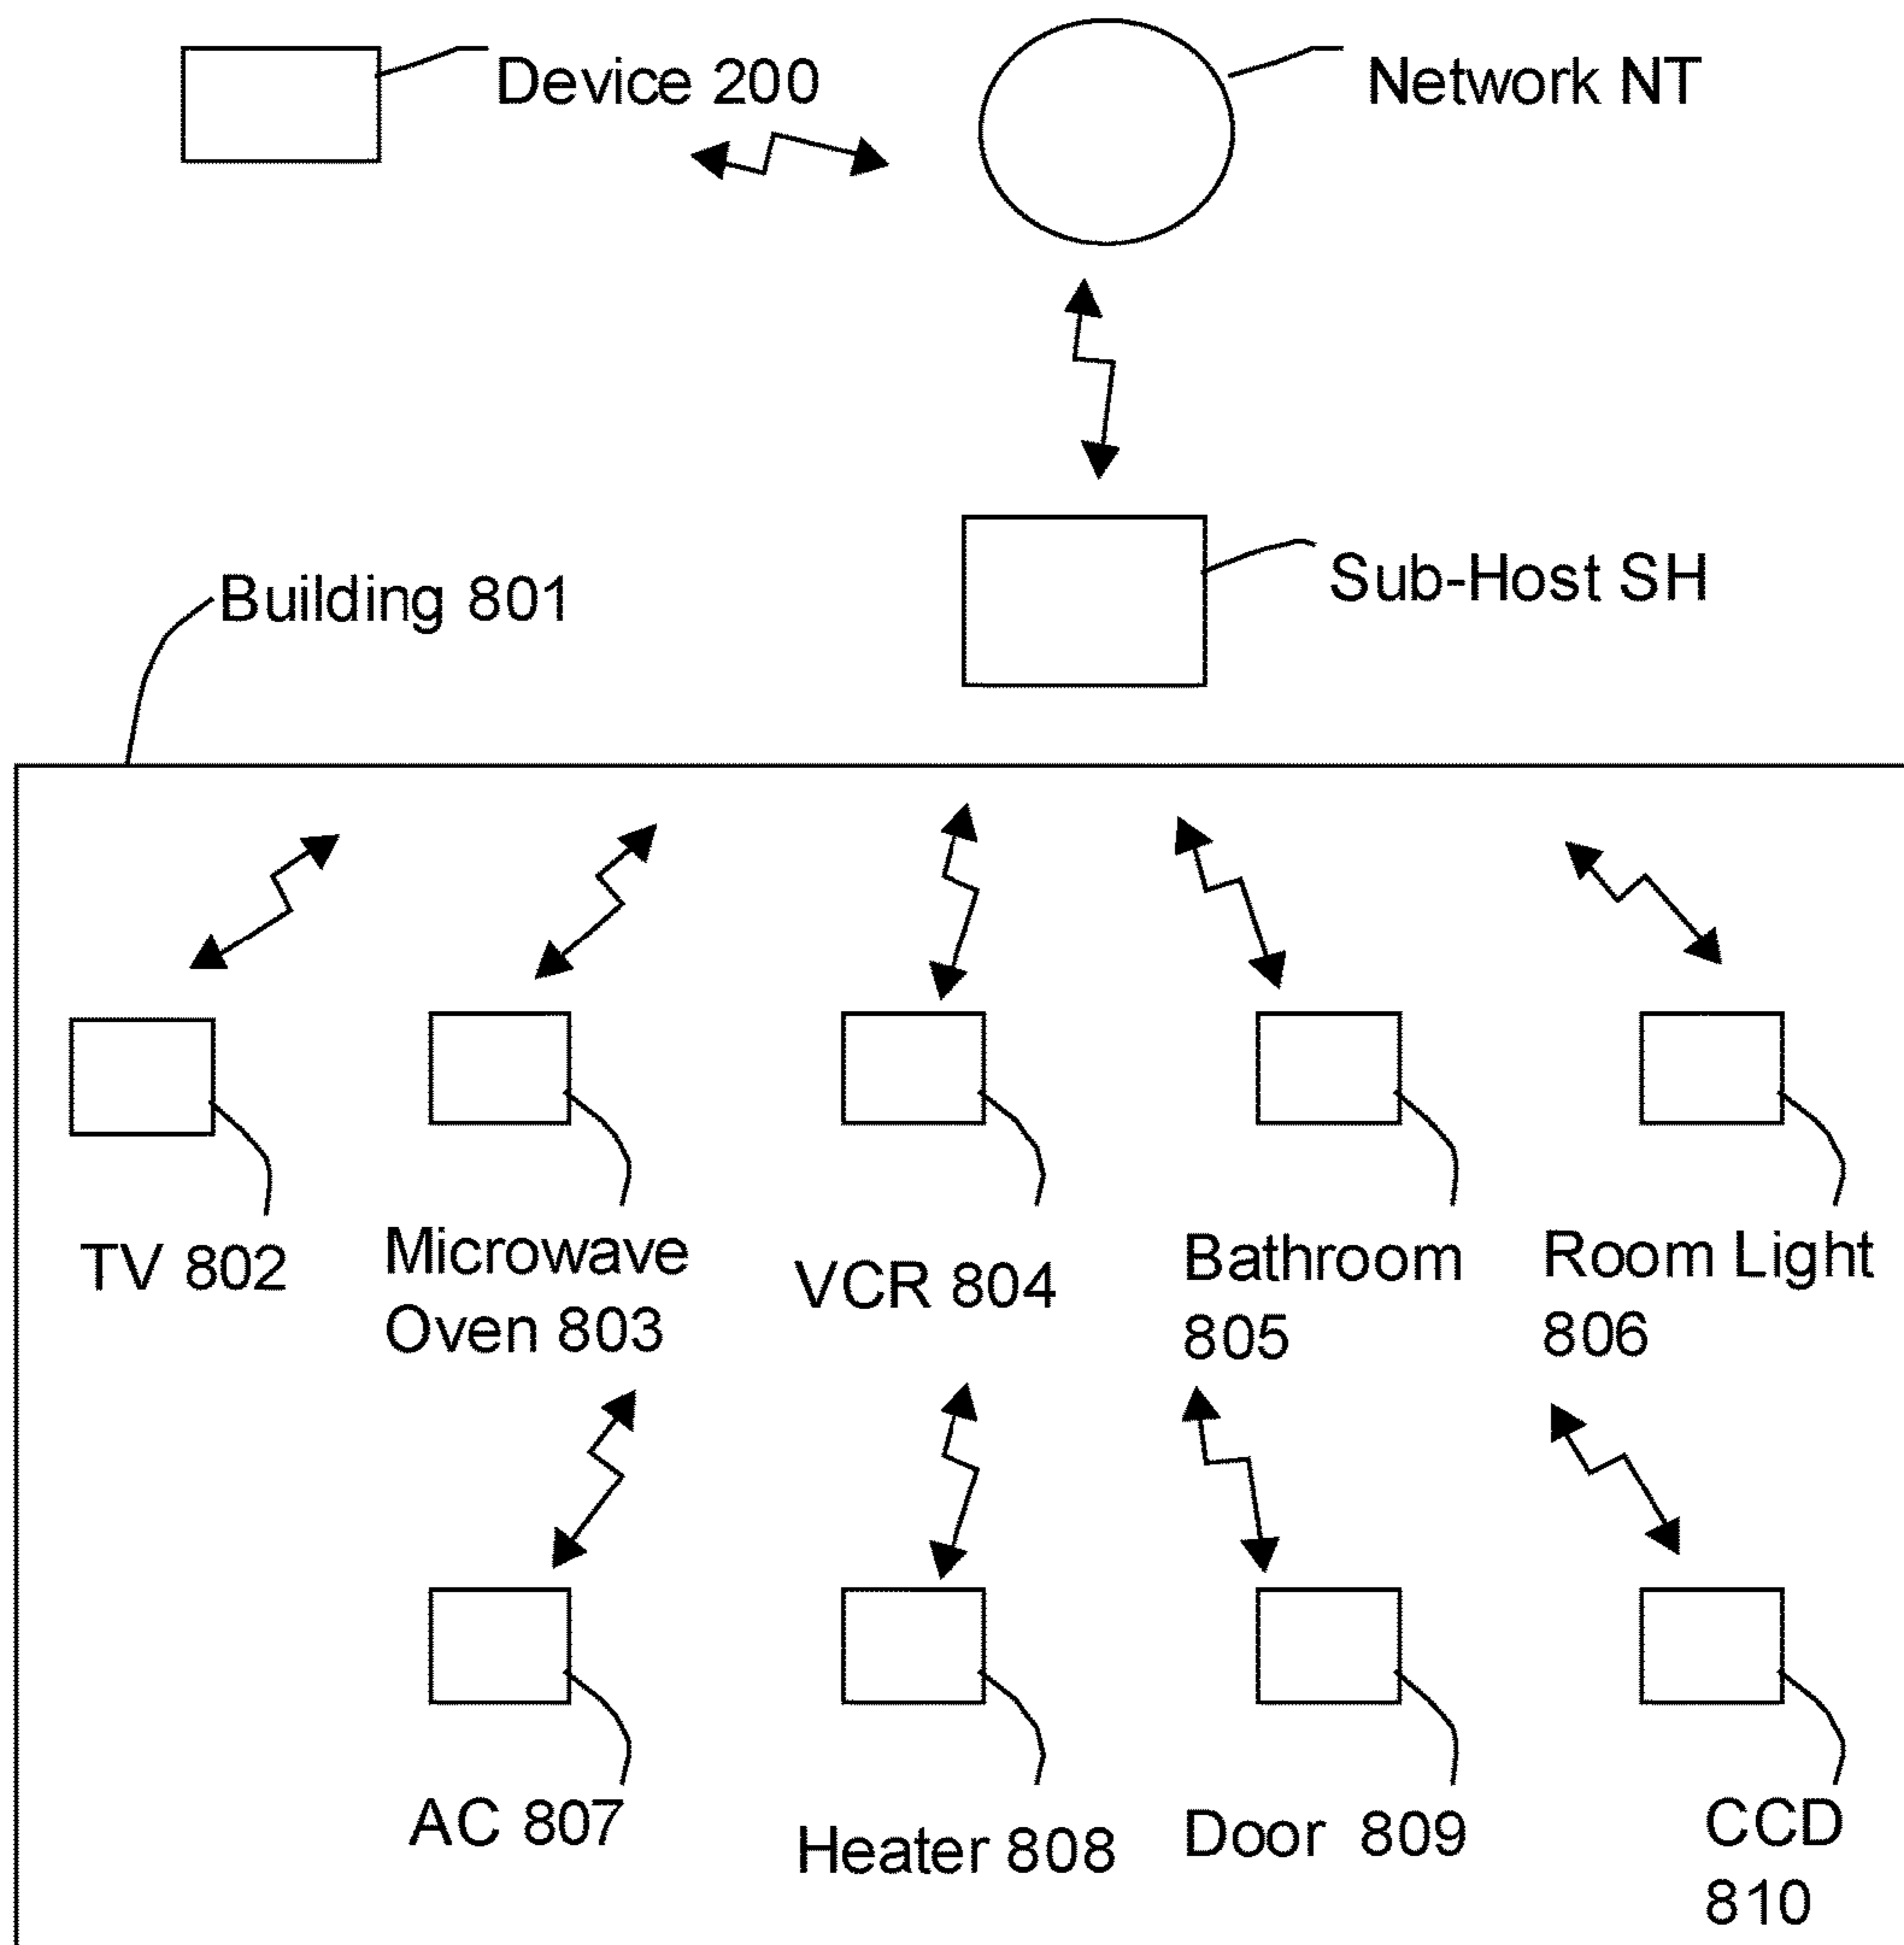 Device 200
Network NT
Sub-Host SH
Building 801
TV 802
Microwave
Oven 803
VCR 804
Bathroom
805
Room Light
806
AC 807
Heater 808
Door 809
CCD
810